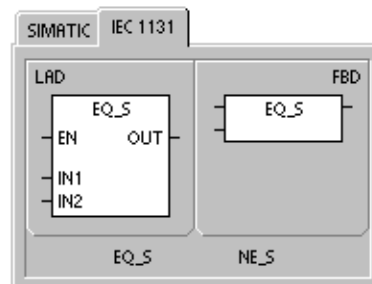 SIMATIC IEC 1131
LAD FBD
EQ_S EQ_S
EN OUT
IN1
IN2
EQ_S NE_S